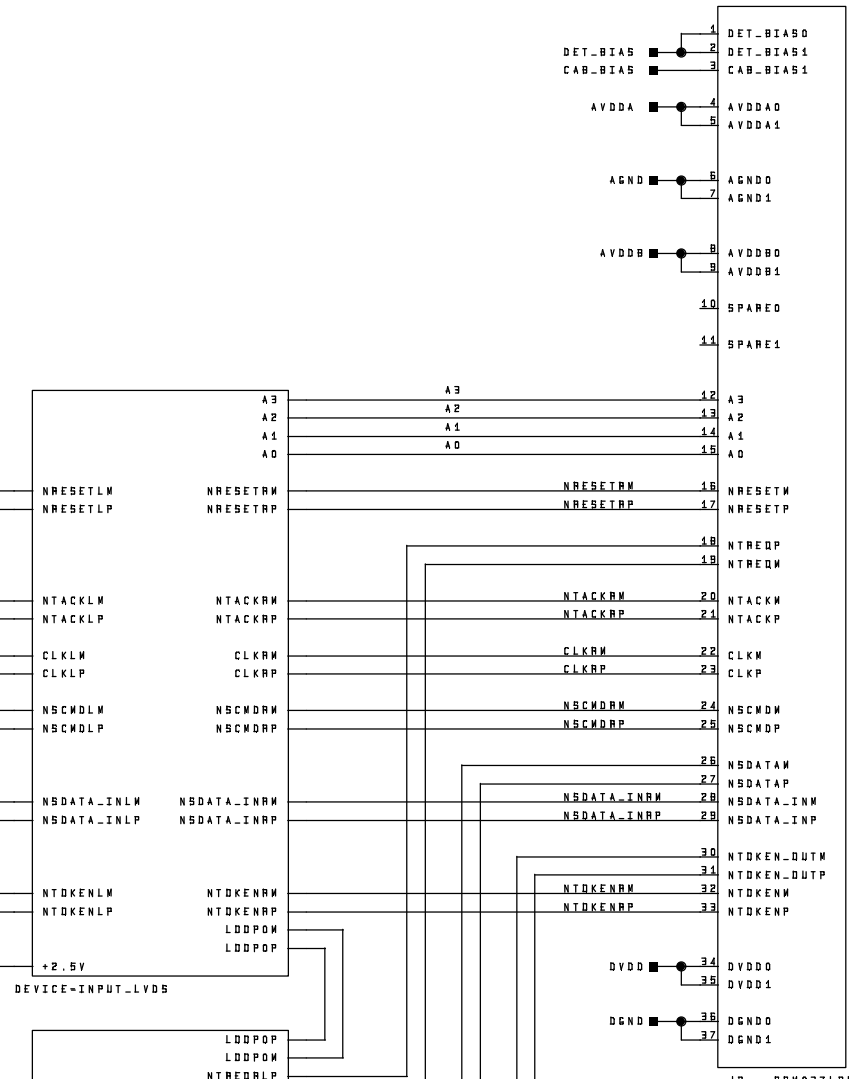 1 DET_BIAS0
DET_BIAS 2 DET_BIAS1
CAB_BIAS 3 CAB_BIAS1
AVDDA 4 AVDDA0
5 AVDDA1
AGND 6 AGND0
7 AGND1
AVDDB 8 AVDDB0
9 AVDDB1
10 SPARE0
11 SPARE1
A3 A3 12 A3
A2 A2 13 A2
A1 A1 14 A1
A0 A0 15 A0
NRESETLM NRESETRM NRESETRM 16 NRESETM
NRESETLP NRESETRP NRESETRP 17 NRESETP
18 NTREQP
19 NTREQM
NTACKLM NTACKRM NTACKRM 20 NTACKM
NTACKLP NTACKRP NTACKRP 21 NTACKP
CLKLM CLKRM CLKRM 22 CLKM
CLKLP CLKRP CLKRP 23 CLKP
NSCMDLM NSCMDRM NSCMDRM 24 NSCMDM
NSCMDLP NSCMDRP NSCMDRP 25 NSCMDP
26 NSDATAM
27 NSDATAP
NSDATA_INLM NSDATA_INRM NSDATA_INRM 28 NSDATA_INM
NSDATA_INLP NSDATA_INRP NSDATA_INRP 29 NSDATA_INP
30 NTOKEN_OUTM
31 NTOKEN_OUTP
NTOKENLM NTOKENRM NTOKENRM 32 NTOKENM
NTOKENLP NTOKENRP NTOKENRP 33 NTOKENP
LOOPOM
LOOPOP
+2.5V DVDD 34 DVDD0
35 DVDD1
DEVICE=INPUT_LVDS
DGND 36 DGND0
37 DGND1
LOOPOP
LOOPOM
NTREQRLP